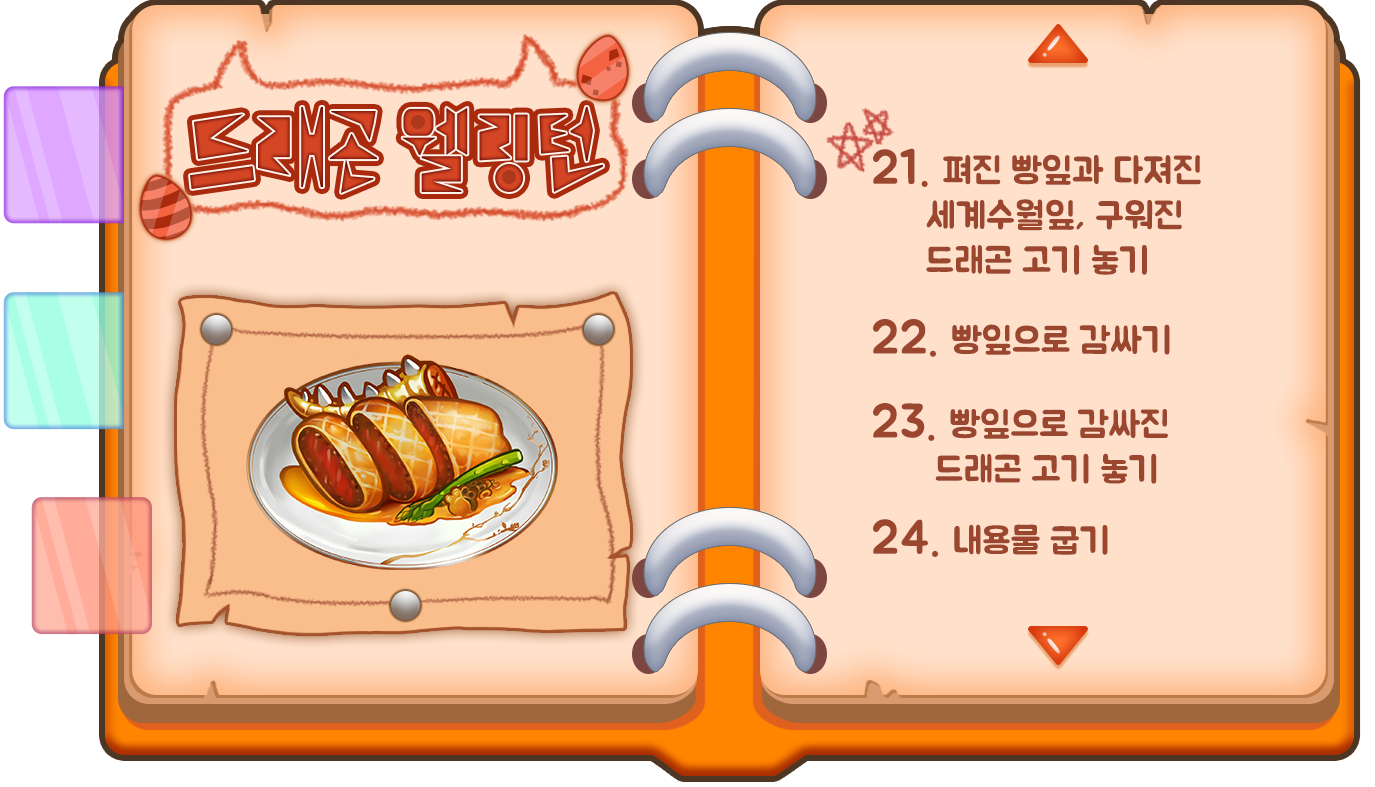 드래곤 웰링턴
21. 펴진 빵잎과 다져진
세계수월잎, 구워진
드래곤 고기 놓기
22. 빵잎으로 감싸기
23. 빵잎으로 감싸진
드래곤 고기 놓기
24. 내용물 굽기